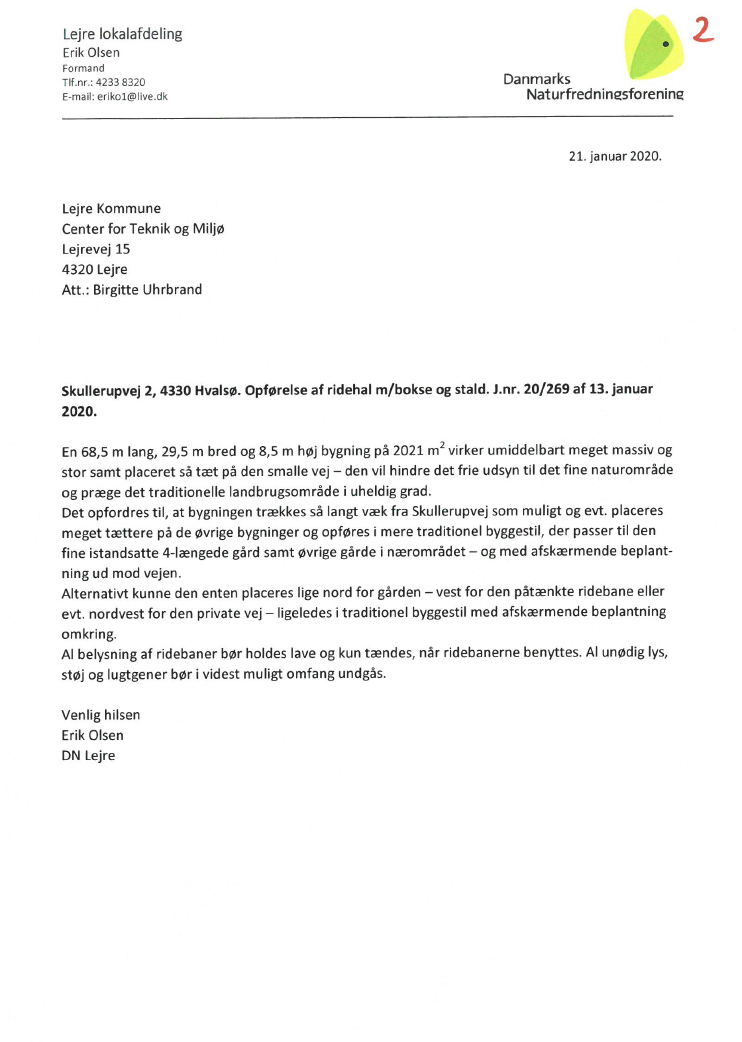 Lejre lokalafdeling
Erik Olsen
Formand
Tlf.nr.: 4233 8320
E-mail: eriko1@live.dk
2
Danmarks
Naturfredningsforening
21. januar 2020.
Lejre Kommune
Center for Teknik og Miljø
Lejrevej 15
4320 Lejre
Att.: Birgitte Uhrbrand
Skullerupvej 2, 4330 Hvalsø. Opførelse af ridehal m/bokse og stald. J.nr. 20/269 af 13. januar
2020.
En 68,5 m lang, 29,5 m bred og 8,5 m høj bygning på 2021 m² virker umiddelbart meget massiv og
stor samt placeret så tæt på den smalle vej – den vil hindre det frie udsyn til det fine naturområde
og præge det traditionelle landbrugsområde i uheldig grad.
Det opfordres til, at bygningen trækkes så langt væk fra Skullerupvej som muligt og evt. placeres
meget tættere på de øvrige bygninger og opføres i mere traditionel byggestil, der passer til den
fine istandsatte 4-længede gård samt øvrige gårde i nærområdet – og med afskærmende beplant-
ning ud mod vejen.
Alternativt kunne den enten placeres lige nord for gården – vest for den påtænkte ridebane eller
evt. nordvest for den private vej – ligeledes i traditionel byggestil med afskærmende beplantning
omkring.
Al belysning af ridebaner bør holdes lave og kun tændes, når ridebanerne benyttes. Al unødig lys,
støj og lugtgener bør i videst muligt omfang undgås.
Venlig hilsen
Erik Olsen
DN Lejre